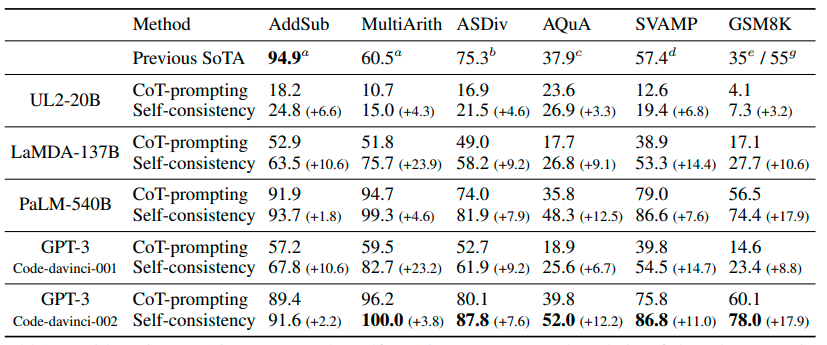 Method AddSub MultiArith ASDiv AQuA SVAMP GSM8K
Previous SoTA 94.9a 60.5a 75.3b 37.9c 57.4d 35e / 55g
UL2-20B
CoT-prompting 18.2 10.7 16.9 23.6 12.6 4.1
Self-consistency 24.8 (+6.6) 15.0 (+4.3) 21.5 (+4.6) 26.9 (+3.3) 19.4 (+6.8) 7.3 (+3.2)
LaMDA-137B
CoT-prompting 52.9 51.8 49.0 17.7 38.9 17.1
Self-consistency 63.5 (+10.6) 75.7 (+23.9) 58.2 (+9.2) 26.8 (+9.1) 53.3 (+14.4) 27.7 (+10.6)
PaLM-540B
CoT-prompting 91.9 94.7 74.0 35.8 79.0 56.5
Self-consistency 93.7 (+1.8) 99.3 (+4.6) 81.9 (+7.9) 48.3 (+12.5) 86.6 (+7.6) 74.4 (+17.9)
GPT-3 CoT-prompting 57.2 59.5 52.7 18.9 39.8 14.6
Code-davinci-001 Self-consistency 67.8 (+10.6) 82.7 (+23.2) 61.9 (+9.2) 25.6 (+6.7) 54.5 (+14.7) 23.4 (+8.8)
GPT-3 CoT-prompting 89.4 96.2 80.1 39.8 75.8 60.1
Code-davinci-002 Self-consistency 91.6 (+2.2) 100.0 (+3.8) 87.8 (+7.6) 52.0 (+12.2) 86.8 (+11.0) 78.0 (+17.9)